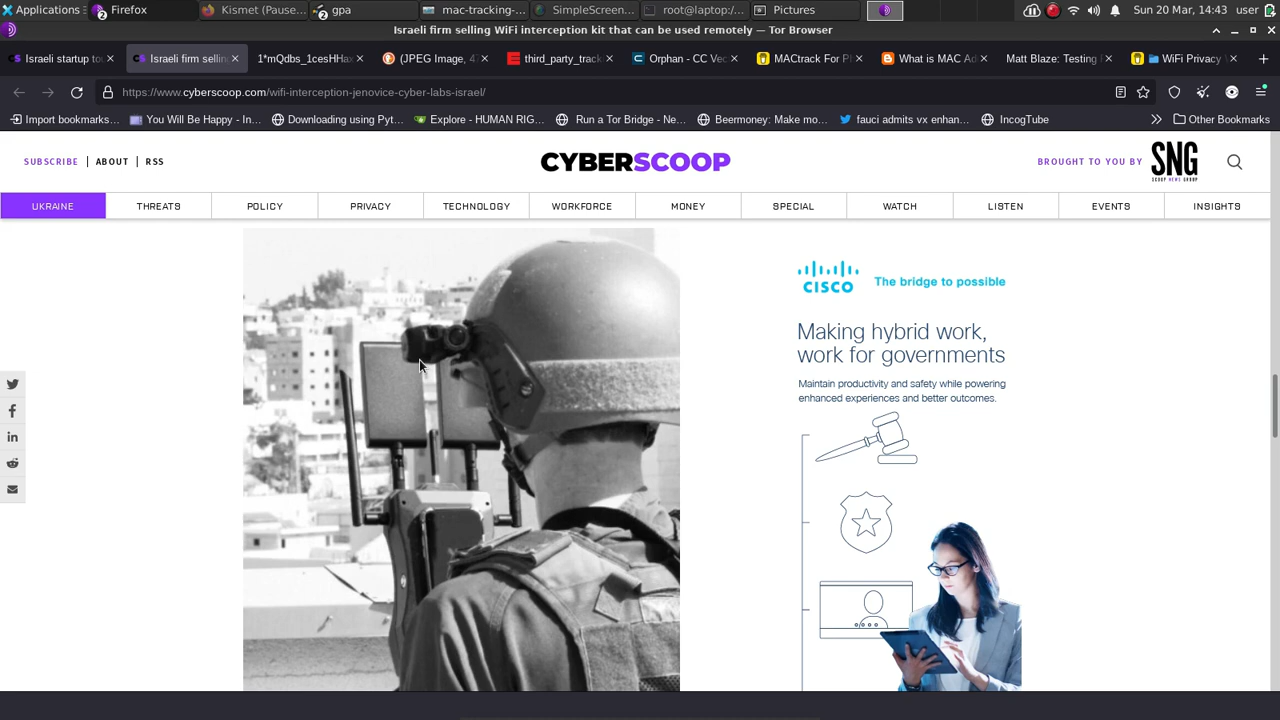 Applications
Firefox
2
Kismet (Pause...
gpa
2
mac-tracking-...
SimpleScreen...
root@laptop:/...
Pictures
Sun 20 Mar, 14:43
user
Israeli firm selling WiFi interception kit that can be used remotely — Tor Browser
Israeli startup to
Israeli firm sellin
1*mQdbs_1cesHHa
(JPEG Image, 4
third_party_track
Orphan - CC Vec
MACtrack For P
What is MAC Ad
Matt Blaze: Testing
WiFi Privacy
https://www.cyberscoop.com/wifi-interception-jenovice-cyber-labs-israel/
Import bookmarks...
You Will Be Happy - In...
Downloading using Pyt...
Explore - HUMAN RIG...
Run a Tor Bridge - Ne...
Beermoney: Make mo...
fauci admits vx enhan...
IncogTube
Other Bookmarks
SUBSCRIBE
ABOUT
RSS
CYBERSCOOP
BROUGHT TO YOU BY
SNG
SCOOP NEWS GROUP
UKRAINE
THREATS
POLICY
PRIVACY
TECHNOLOGY
WORKFORCE
MONEY
SPECIAL
WATCH
LISTEN
EVENTS
INSIGHTS
CISCO
The bridge to possible
Making hybrid work,
work for governments
Maintain productivity and safety while powering
enhanced experiences and better outcomes.